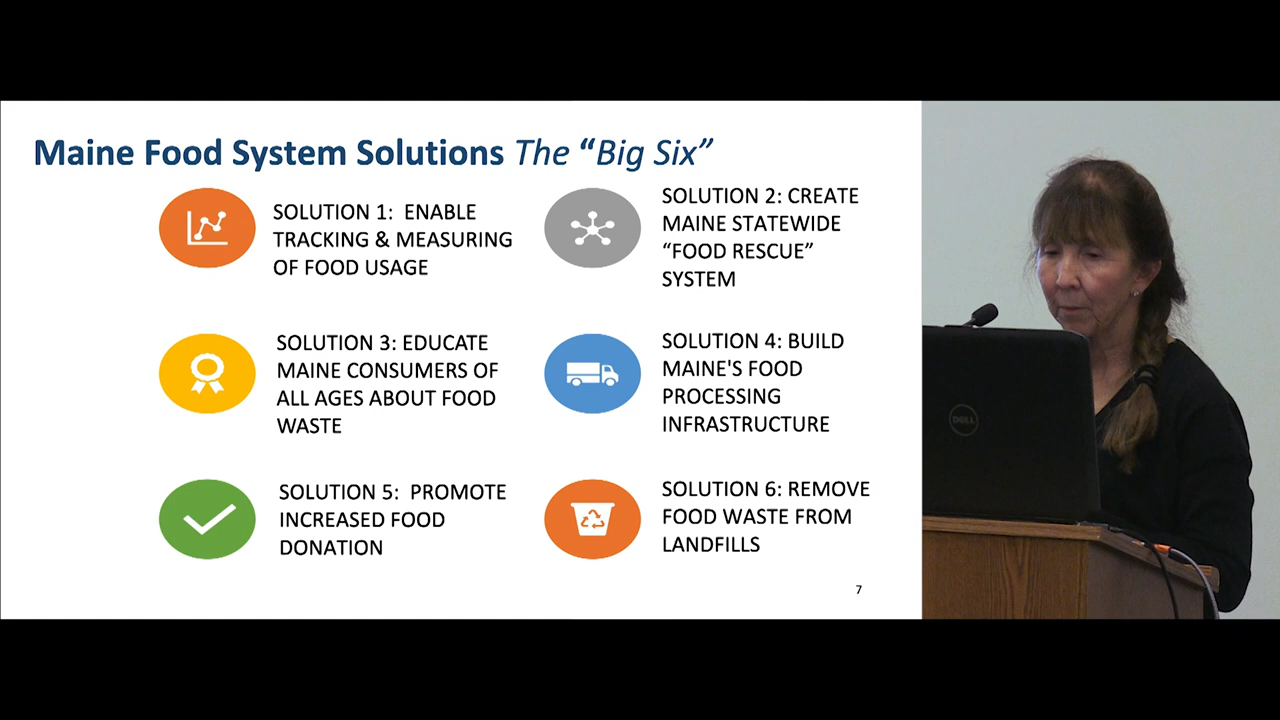 Maine Food System Solutions The “Big Six”
SOLUTION 1: ENABLE
TRACKING & MEASURING
OF FOOD USAGE
SOLUTION 2: CREATE
MAINE STATEWIDE
“FOOD RESCUE”
SYSTEM
SOLUTION 3: EDUCATE
MAINE CONSUMERS OF
ALL AGES ABOUT FOOD
WASTE
SOLUTION 4: BUILD
MAINE'S FOOD
PROCESSING
INFRASTRUCTURE
SOLUTION 5: PROMOTE
INCREASED FOOD
DONATION
SOLUTION 6: REMOVE
FOOD WASTE FROM
LANDFILLS
7
DELL